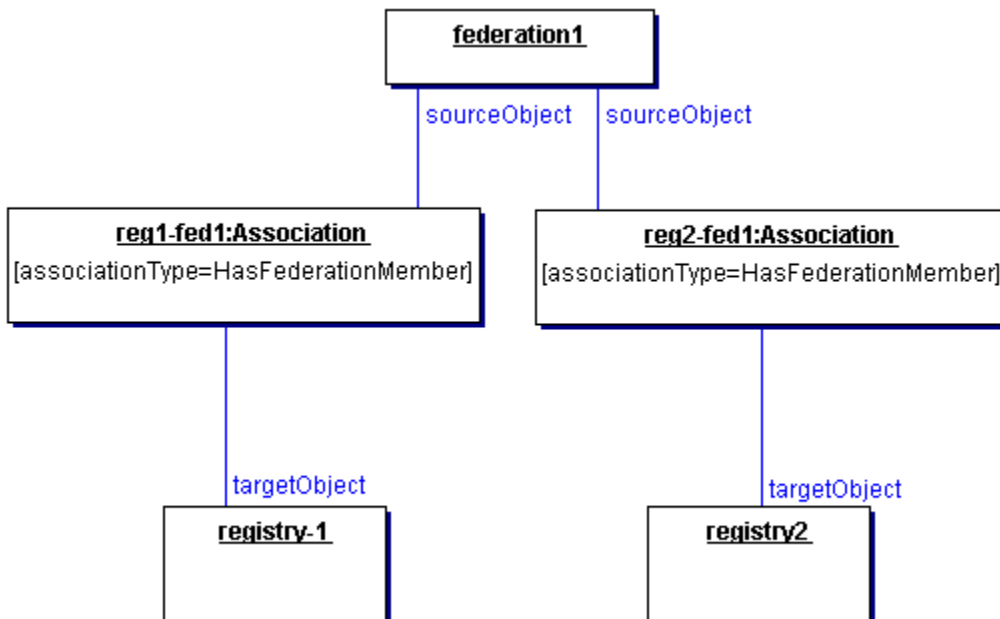 federation1
sourceObject
sourceObject
reg1-fed1:Association
[associationType=HasFederationMember]
reg2-fed1:Association
[associationType=HasFederationMember]
targetObject
targetObject
registry-1
registry2